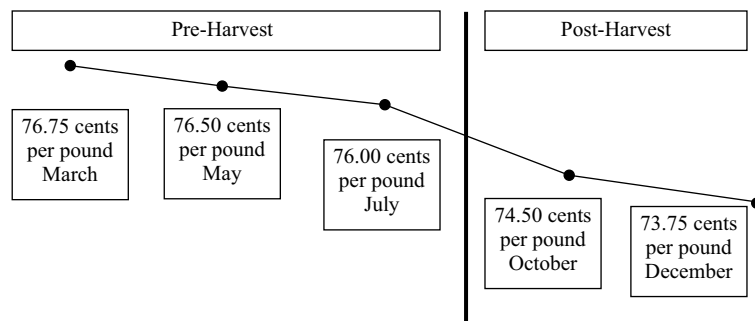 Pre-Harvest
Post-Harvest
76.75 cents
per pound
March
76.50 cents
per pound
May
76.00 cents
per pound
July
74.50 cents
per pound
October
73.75 cents
per pound
December